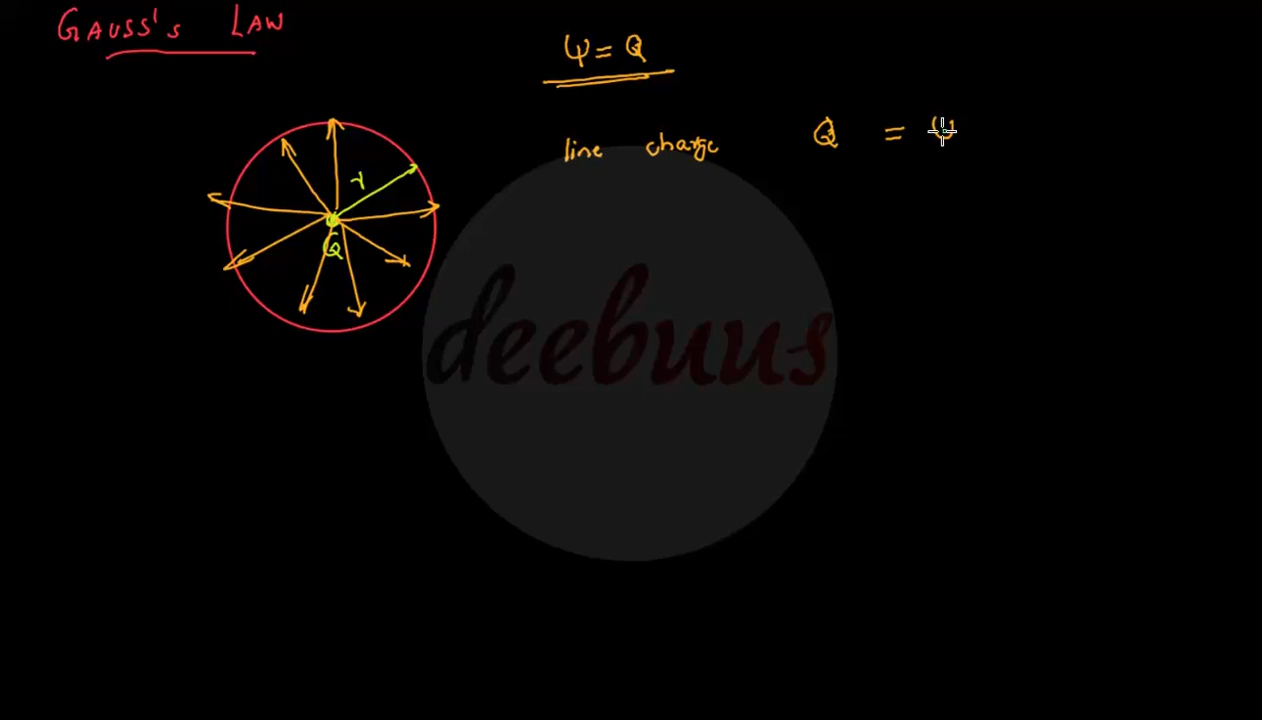 GAUSS's LAW
Ψ = Q
line charge Q = Ψ
r
Q
deebuus